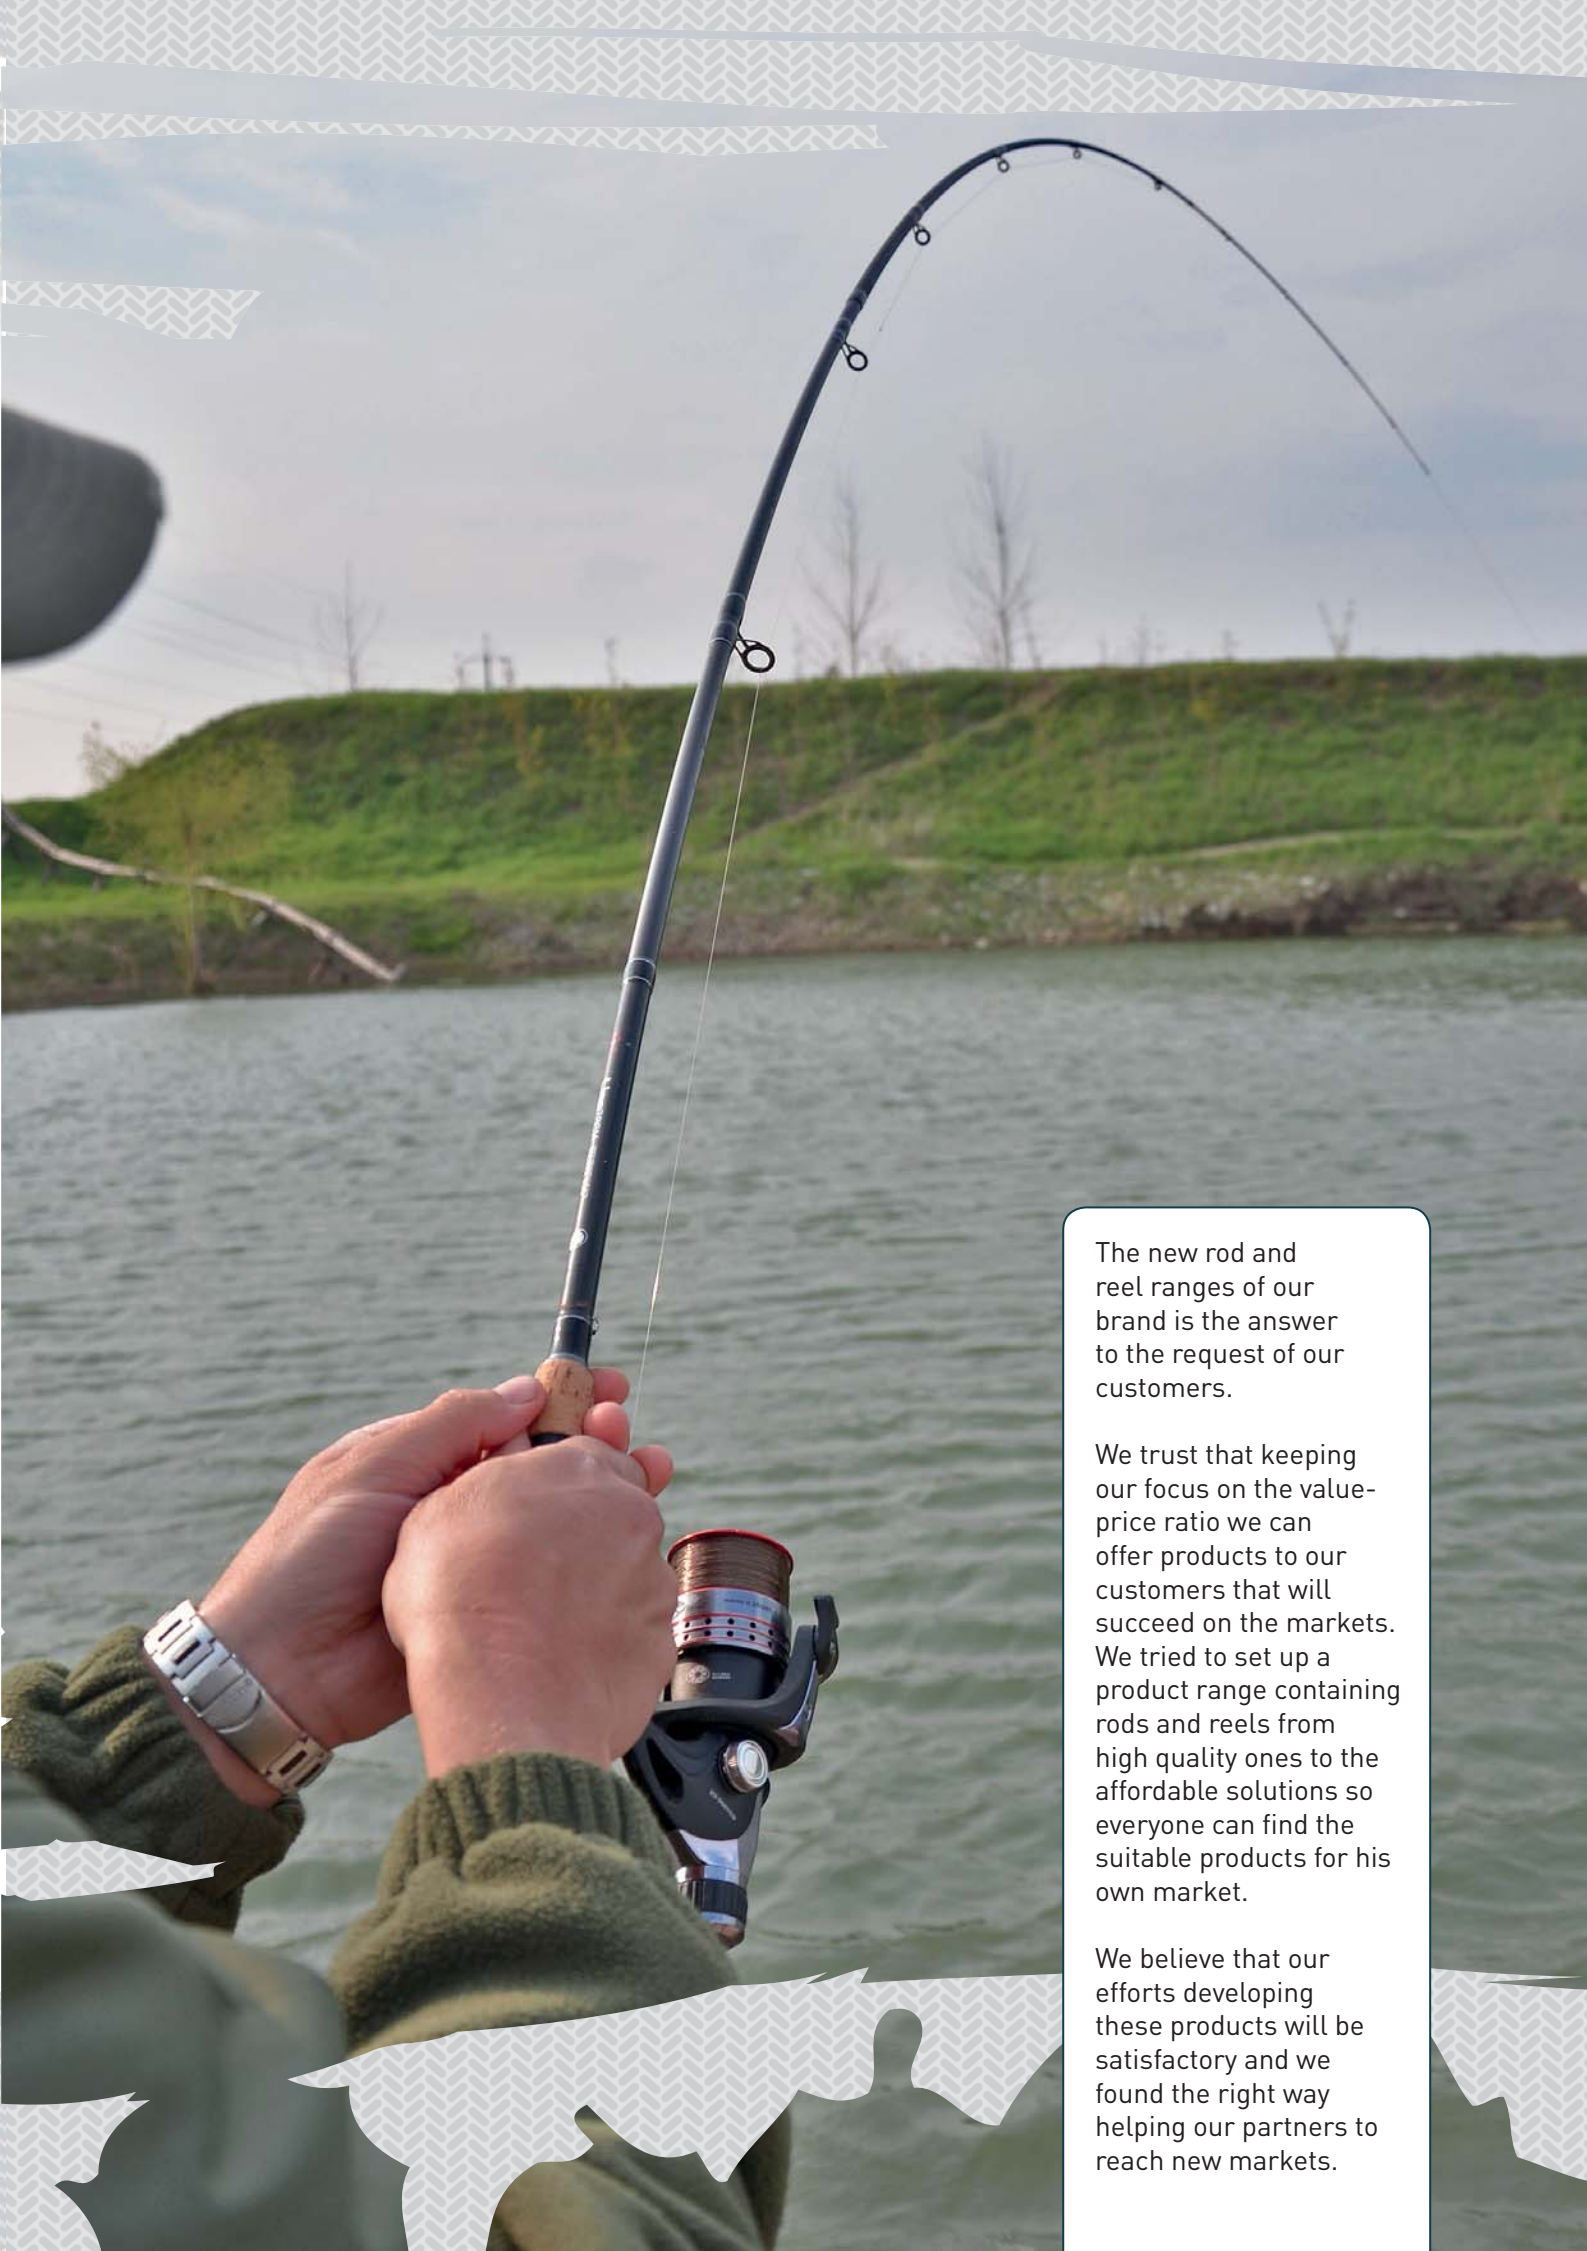 The new rod and
reel ranges of our
brand is the answer
to the request of our
customers.
We trust that keeping
our focus on the value-
price ratio we can
offer products to our
customers that will
succeed on the markets.
We tried to set up a
product range containing
rods and reels from
high quality ones to the
affordable solutions so
everyone can find the
suitable products for his
own market.
We believe that our
efforts developing
these products will be
satisfactory and we
found the right way
helping our partners to
reach new markets.